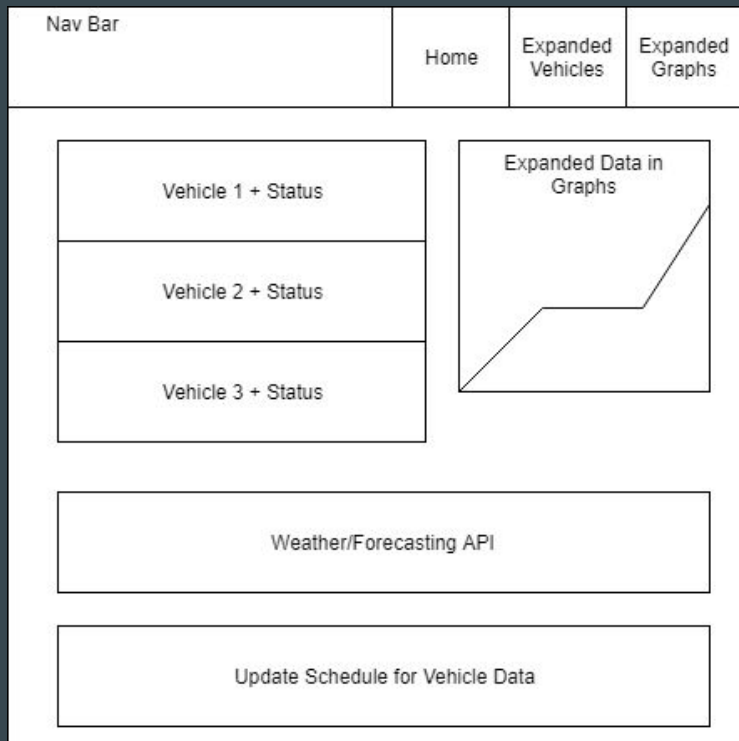 Nav Bar
Home
Expanded
Vehicles
Expanded
Graphs
Vehicle 1 + Status
Vehicle 2 + Status
Vehicle 3 + Status
Expanded Data in
Graphs
Weather/Forecasting API
Update Schedule for Vehicle Data